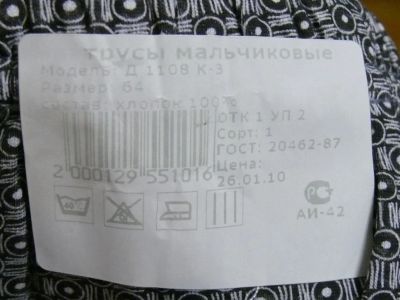 трусы мальчиковые
Модель: Д 1108 К-3
Размер: 64
состав: хлопок 100%
ОТК 1 УП 2
Сорт: 1
ГОСТ: 20462-87
Цена:
26.01.10
2 000129 551016
АИ-42